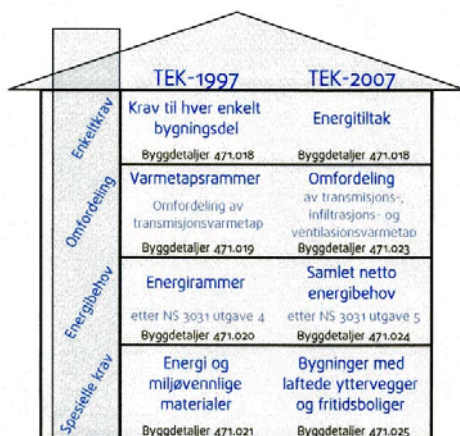 TEK-1997
TEK-2007
Enkeltkrav
Krav til hver enkelt
bygningsdel
Byggdetaljer 471.018
Energitiltak
Byggdetaljer 471.018
Omfordeling
Varmetapsrammer
Omfordeling av
transmisjonsvarmetap
Byggdetaljer 471.019
Omfordeling
av transmisjons-,
infiltrasjons- og
ventilasjonsvarmetap
Byggdetaljer 471.023
Energibehov
Energirammer
etter NS 3031 utgave 4
Byggdetaljer 471.020
Samlet netto
energibehov
etter NS 3031 utgave 5
Byggdetaljer 471.024
Spesielle krav
Energi og
miljøvennlige
materialer
Byggdetaljer 471.021
Bygninger med
laftede yttervegger
og fritidsboliger
Byggdetaljer 471.025